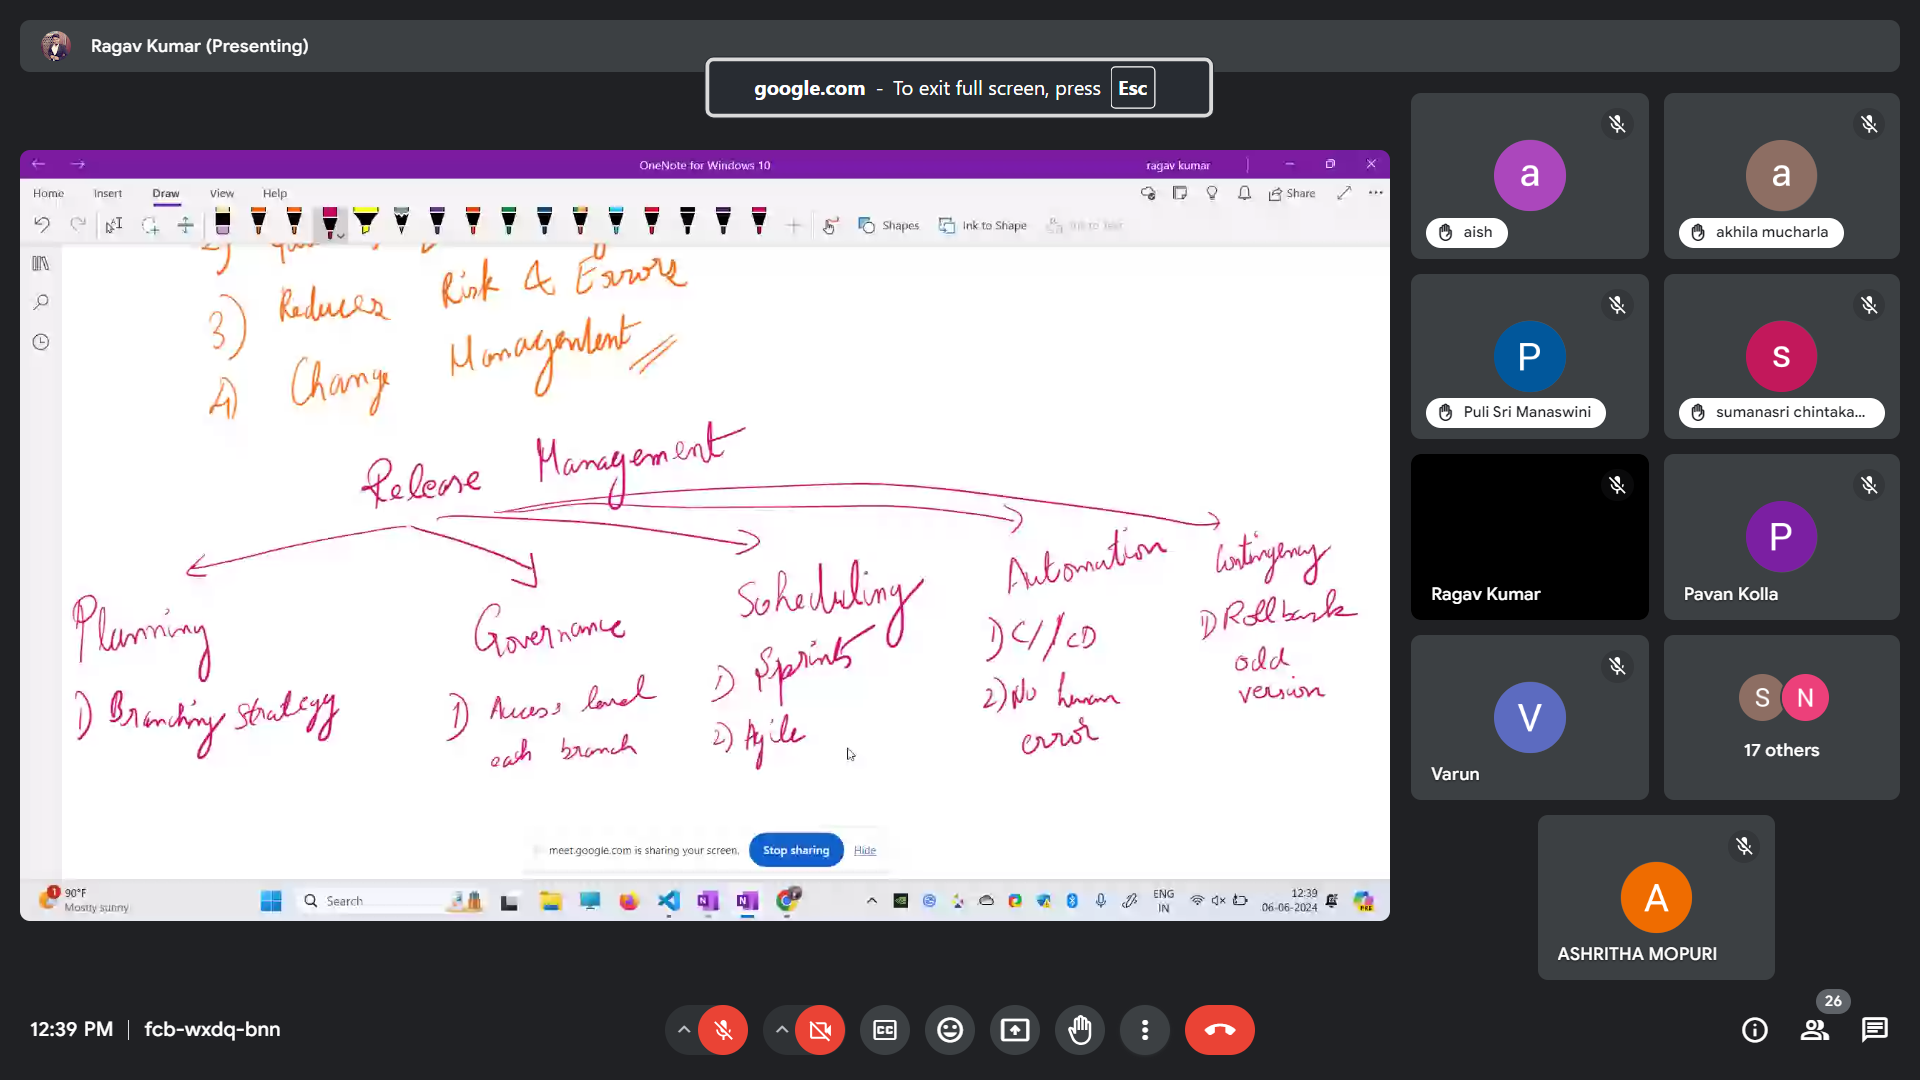 Ragav Kumar (Presenting)
google.com - To exit full screen, press Esc
OneNote for Windows 10
ragav kumar
Home Insert Draw View Help
Share
Shapes
Ink to Shape
Ink to Text
3) Reduces Risk & Errors
4) Change Management
Release Management
Planning
1) Branching strategy
Governance
1) Access level
each branch
Scheduling
1) Sprints
2) Agile
Automation
1) CI/CD
2) No human
error
Contingency
1) Rollback
odd
version
meet.google.com is sharing your screen.
Stop sharing
Hide
1
90°F
Mostly sunny
Search
ENG
IN
12:39
06-06-2024
a
aish
a
akhila mucharla
P
Puli Sri Manaswini
s
sumanasri chintaka...
Ragav Kumar
P
Pavan Kolla
V
Varun
S N
17 others
A
ASHRITHA MOPURI
12:39 PM | fcb-wxdq-bnn
26